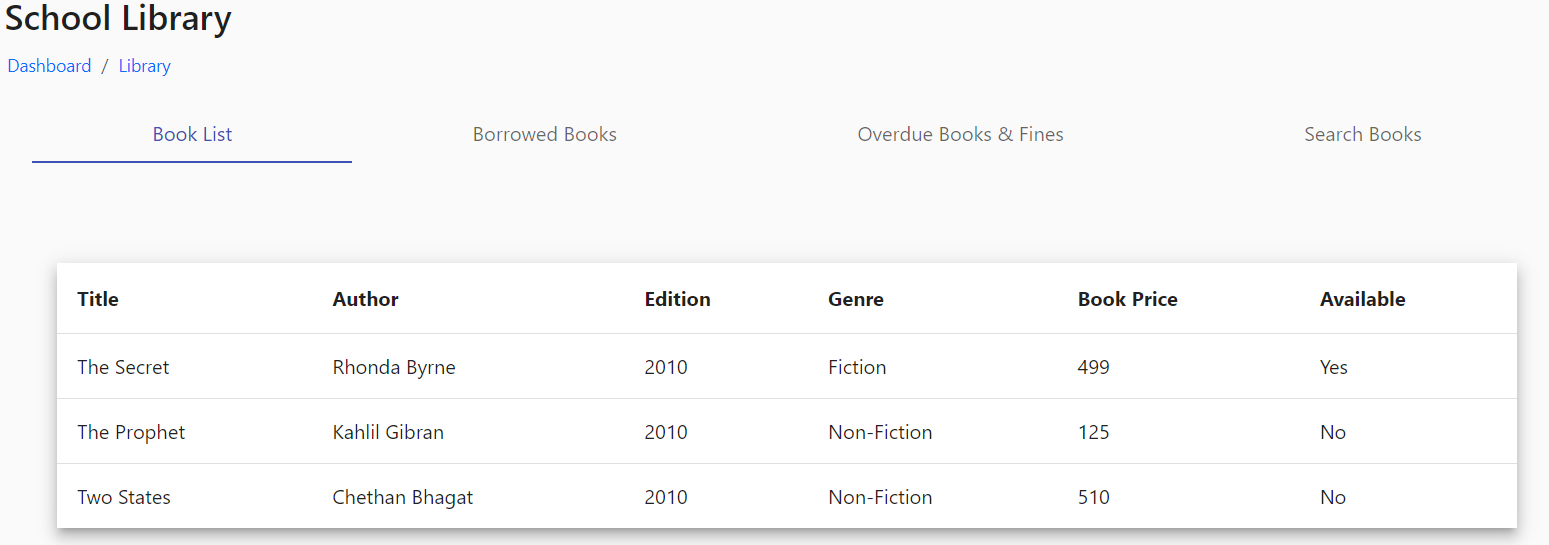 School Library
Dashboard / Library
Book List Borrowed Books Overdue Books & Fines Search Books
Title Author Edition Genre Book Price Available
The Secret Rhonda Byrne 2010 Fiction 499 Yes
The Prophet Kahlil Gibran 2010 Non-Fiction 125 No
Two States Chethan Bhagat 2010 Non-Fiction 510 No